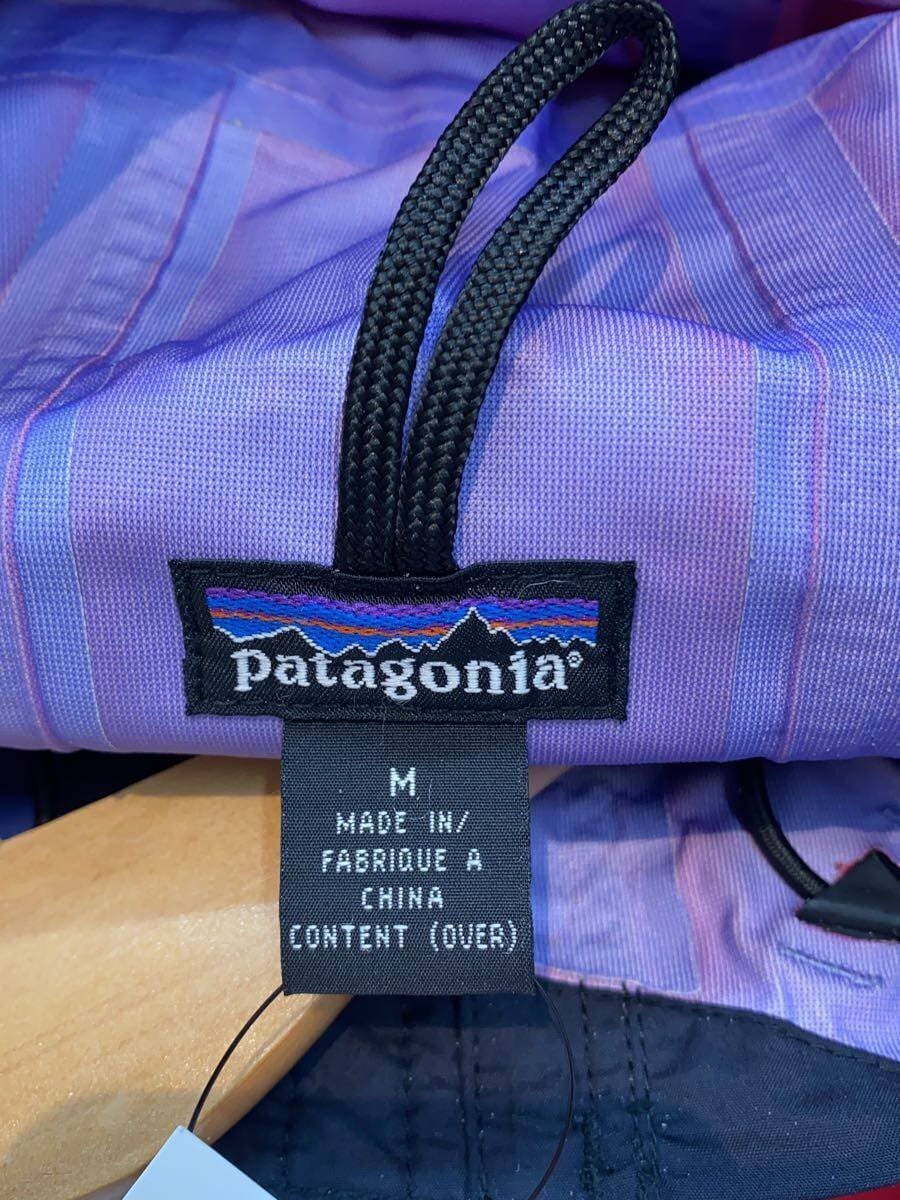 patagonia®
M
MADE IN/
FABRIQUE A
CHINA
CONTENT (OVER)